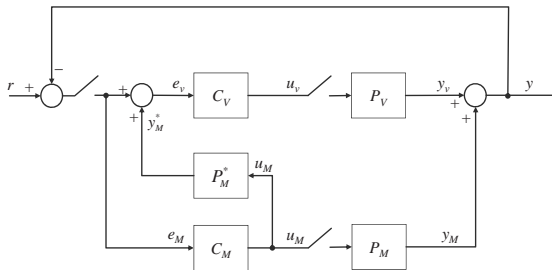 −
r + + e_v C_V u_v P_V y_v + y
+ y_M^* +
P_M^* u_M
e_M C_M u_M P_M y_M